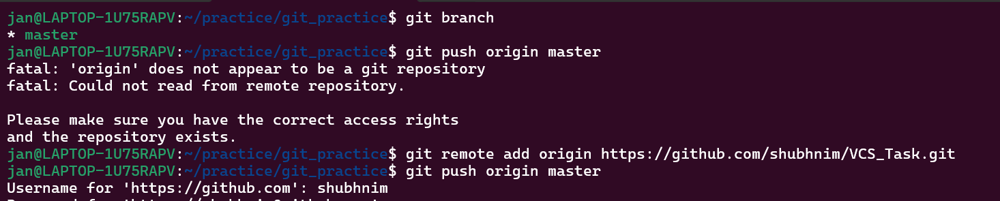 jan@LAPTOP-1U75RAPV:~/practice/git_practice$ git branch
* master
jan@LAPTOP-1U75RAPV:~/practice/git_practice$ git push origin master
fatal: 'origin' does not appear to be a git repository
fatal: Could not read from remote repository.
Please make sure you have the correct access rights
and the repository exists.
jan@LAPTOP-1U75RAPV:~/practice/git_practice$ git remote add origin https://github.com/shubhnim/VCS_Task.git
jan@LAPTOP-1U75RAPV:~/practice/git_practice$ git push origin master
Username for 'https://github.com': shubhnim